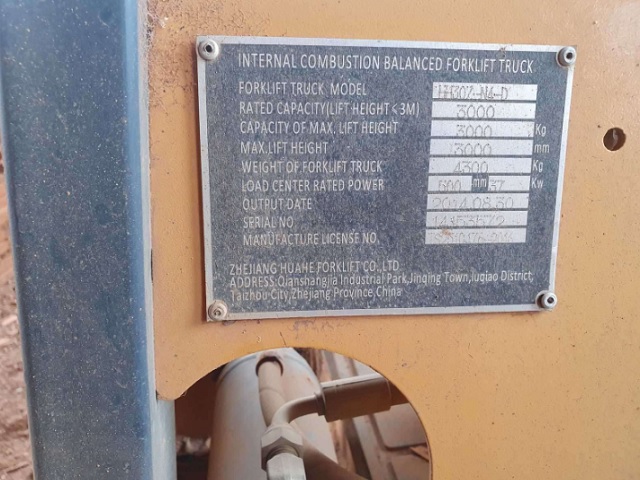 INTERNAL COMBUSTION BALANCED FORKLIFT TRUCK
FORKLIFT TRUCK MODEL
RATED CAPACITY(LIFT HEIGHT<3M) 3000
CAPACITY OF MAX. LIFT HEIGHT 3000 Kg
MAX.LIFT HEIGHT 3000 mm
WEIGHT OF FORKLIFT TRUCK 4300 Kg
LOAD CENTER RATED POWER 500 mm 37 Kw
OUTPUT DATE 2014.08.30
SERIAL NO
MANUFACTURE LICENSE NO.
ZHEJIANG HUAHE FORKLIFT CO.,LTD
ADDRESS:Qianshangjia Industrial Park,Jinqing Town,luqiao District,
Taizhou City,Zhejiang Province,China